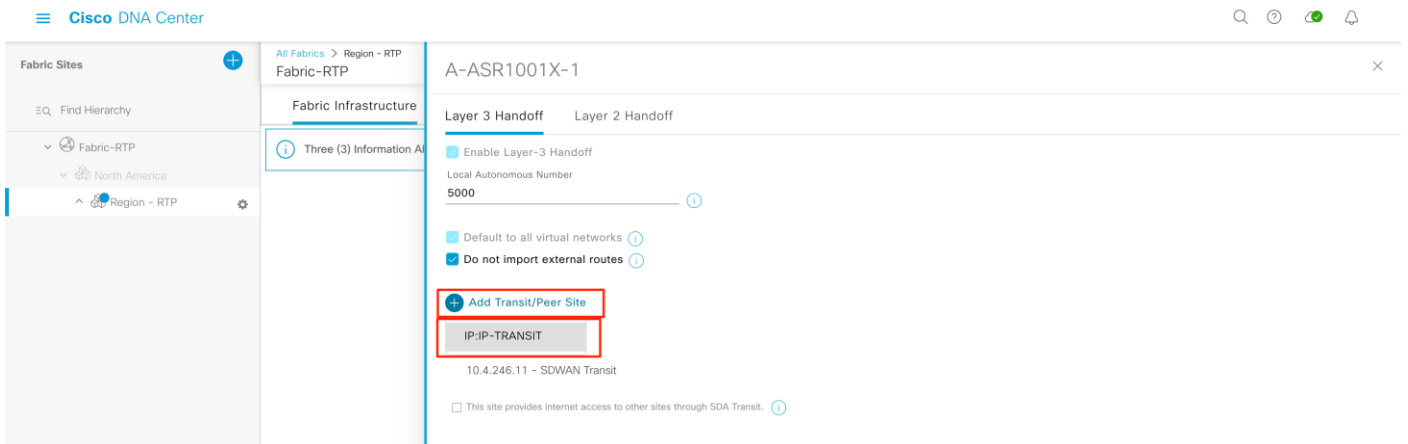 Cisco DNA Center
Fabric Sites
Find Hierarchy
Fabric-RTP
North America
Region - RTP
All Fabrics > Region - RTP
Fabric-RTP
Fabric Infrastructure
Three (3) Information Al
A-ASR1001X-1
Layer 3 Handoff Layer 2 Handoff
Enable Layer-3 Handoff
Local Autonomous Number
5000
Default to all virtual networks
Do not import external routes
Add Transit/Peer Site
IP:IP-TRANSIT
10.4.246.11 - SDWAN Transit
This site provides internet access to other sites through SDA Transit.